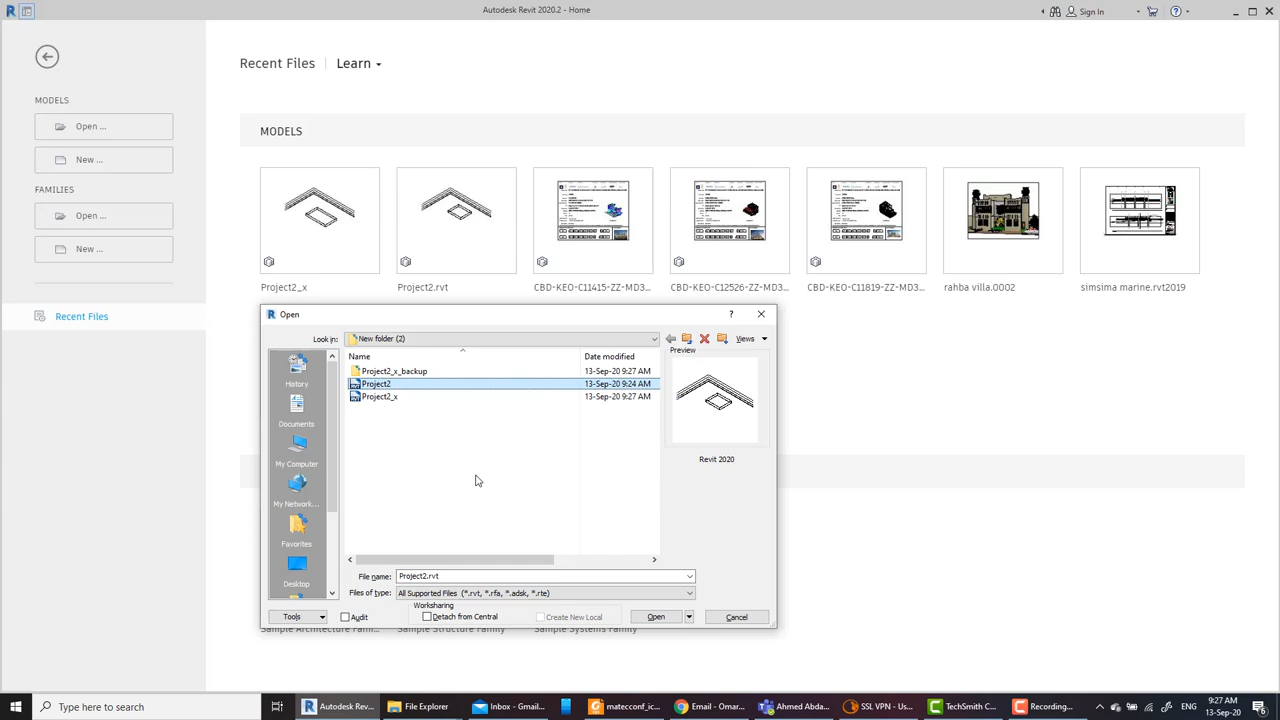 Autodesk Revit 2020.2 - Home
Sign In
Recent Files
Learn
MODELS
Open ...
New ...
FAMILIES
Open ...
New ...
Recent Files
MODELS
Project2_x
Project2.rvt
CBD-KEO-C11415-ZZ-MD3...
CBD-KEO-C12526-ZZ-MD3...
CBD-KEO-C11819-ZZ-MD3...
rahba villa.0002
simsima marine.rvt2019
Open
Look in:
New folder (2)
Views
Name
Date modified
Preview
Project2_x_backup
13-Sep-20 9:27 AM
Project2
13-Sep-20 9:24 AM
Project2_x
13-Sep-20 9:27 AM
History
Documents
My Computer
My Network...
Favorites
Desktop
Revit 2020
File name:
Project2.rvt
Files of type:
All Supported Files (*.rvt, *.rfa, *.adsk, *.rte)
Worksharing
Tools
Audit
Detach from Central
Create New Local
Open
Cancel
Sample Architecture Fami...
Sample Structure Family
Sample Systems Family
Type here to search
Autodesk Rev...
File Explorer
Inbox - Gmail...
matecconf_ic...
Email - Omar...
Ahmed Abda...
SSL VPN - Us...
TechSmith C...
Recording...
ENG
9:27 AM
13-Sep-20